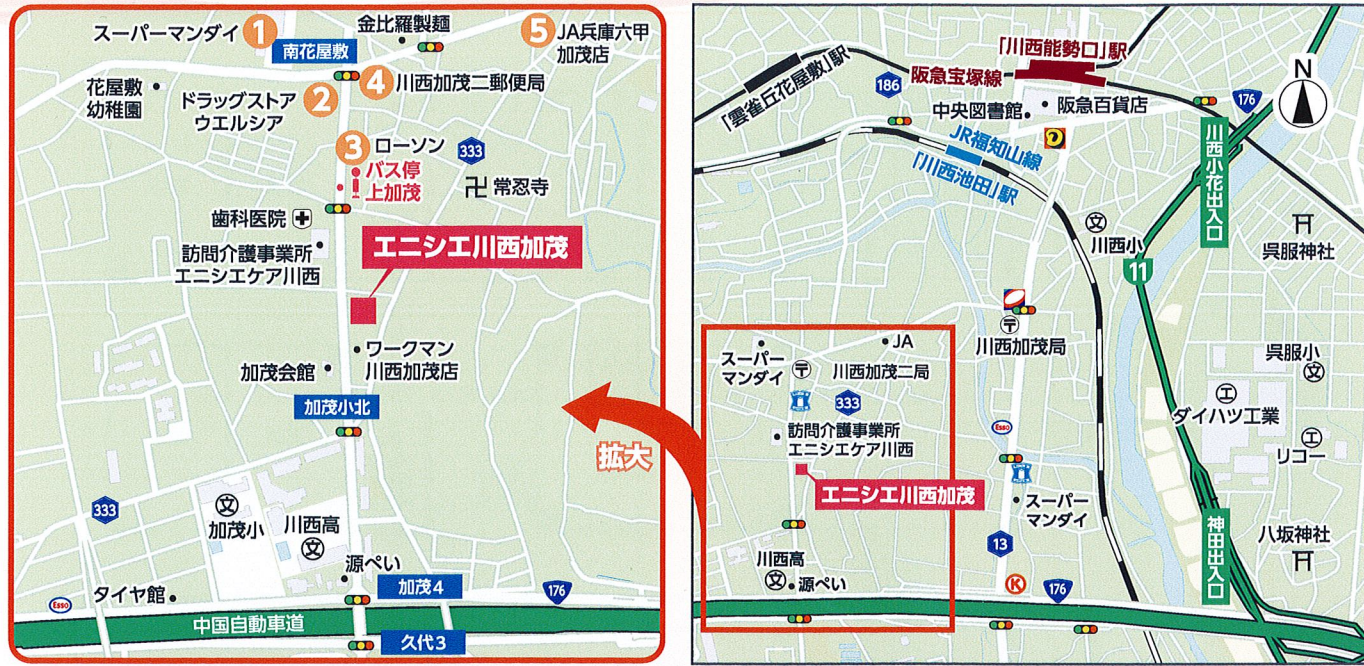 スーパーマンダイ
1
金比羅製麺
5
JA兵庫六甲
加茂店
南花屋敷
花屋敷
幼稚園
ドラッグストア
ウエルシア
2
4
川西加茂二郵便局
3
ローソン
333
バス停
上加茂
常忍寺
歯科医院
訪問介護事業所
エニシエケア川西
エニシエ川西加茂
ワークマン
川西加茂店
加茂会館
加茂小北
333
文
加茂小
川西高
文
源ぺい
タイヤ館
Esso
加茂4
176
中国自動車道
久代3
拡大
「雲雀丘花屋敷」駅
「川西能勢口」駅
阪急宝塚線
186
中央図書館
阪急百貨店
176
N
JR福知山線
「川西池田」駅
川西小花出入口
文
川西小
11
呉服神社
川西加茂局
スーパー
マンダイ
JA
川西加茂二局
333
訪問介護事業所
エニシエケア川西
エニシエ川西加茂
Esso
スーパー
マンダイ
13
呉服小
文
工
ダイハツ工業
工
リコー
神田出入口
八坂神社
川西高
文
源ぺい
K
176